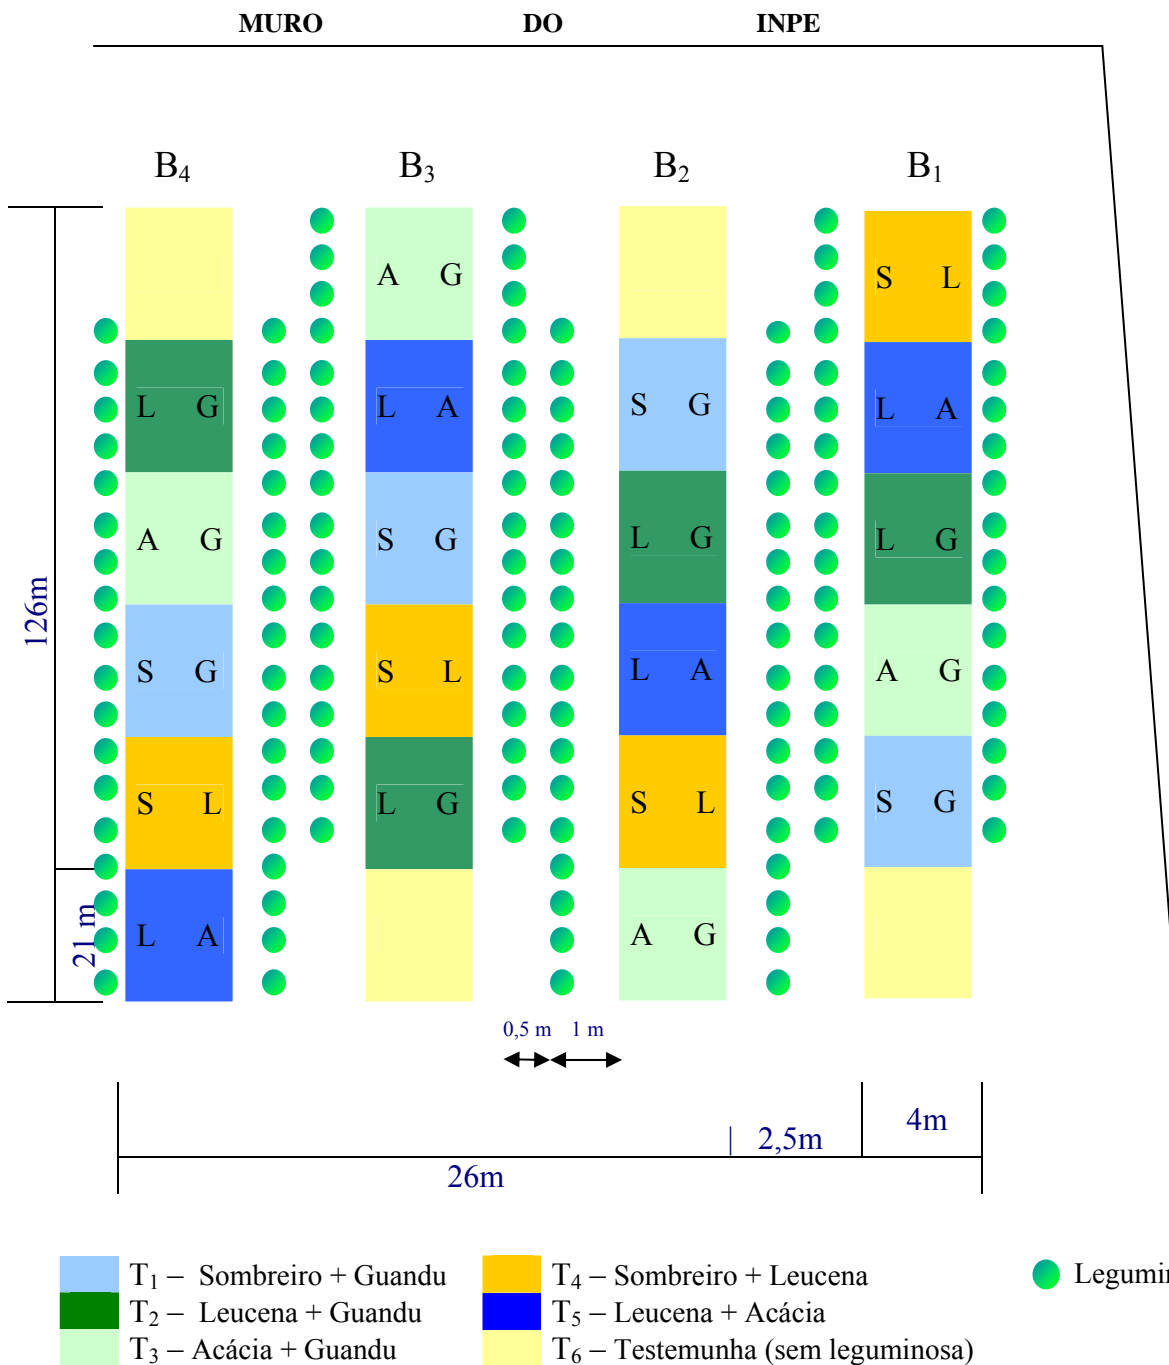 MURO DO INPE
B4 B3 B2 B1
A G
S L
L G
L A
S G
L A
A G
S G
L G
L G
126m
S G
S L
L A
A G
S L
L G
S L
S G
21 m
L A
A G
0,5 m 1 m
4m
| 2,5m
26m
T1 – Sombreiro + Guandu
T4 – Sombreiro + Leucena
Legumin
T2 – Leucena + Guandu
T5 – Leucena + Acácia
T3 – Acácia + Guandu
T6 – Testemunha (sem leguminosa)